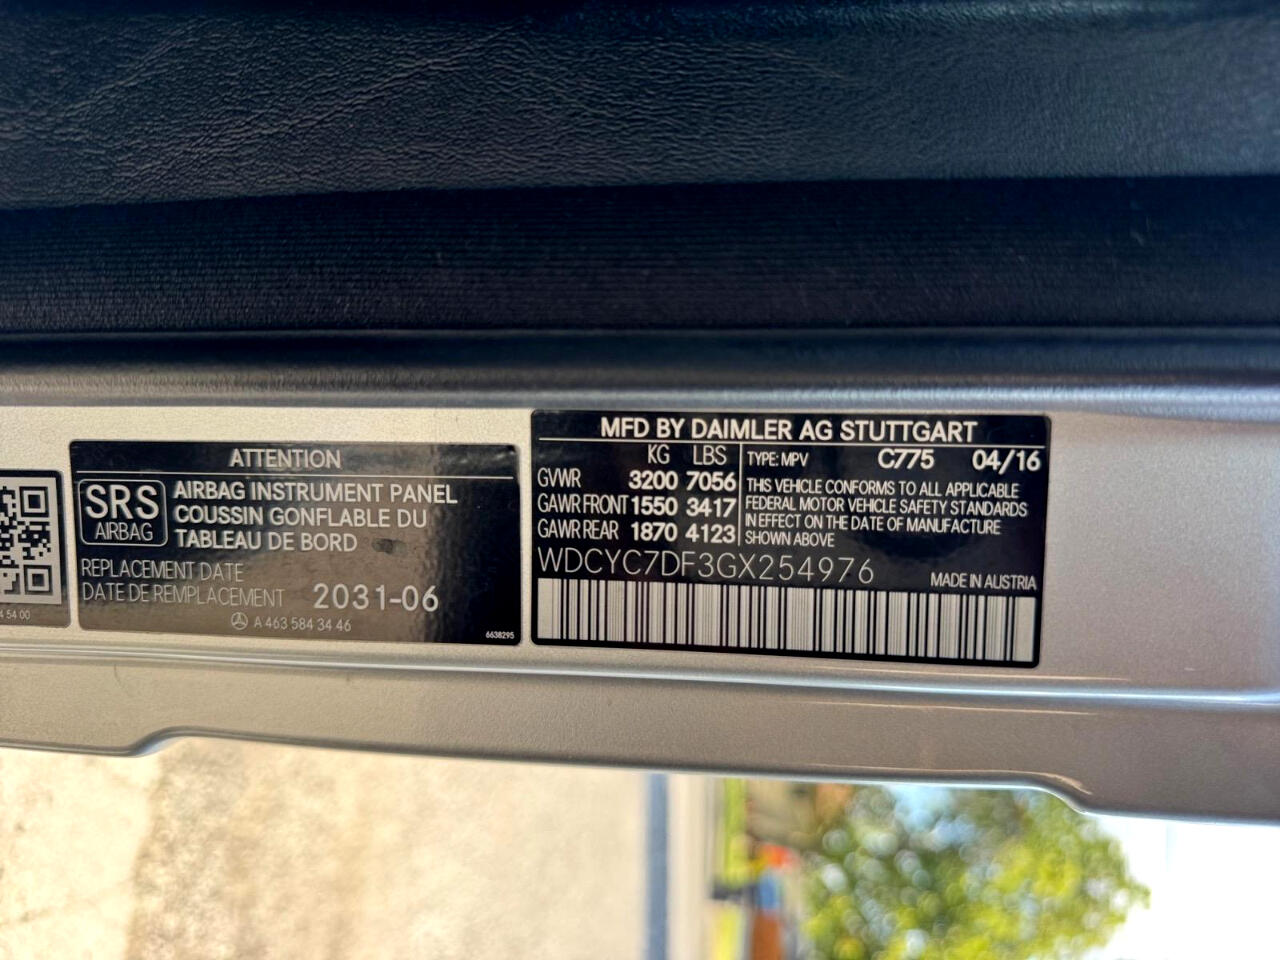 4 54 00
ATTENTION
SRS
AIRBAG
AIRBAG INSTRUMENT PANEL
COUSSIN GONFLABLE DU
TABLEAU DE BORD
REPLACEMENT DATE
DATE DE REMPLACEMENT 2031-06
A 463 584 34 46
6638295
MFD BY DAIMLER AG STUTTGART
KG LBS
GVWR 3200 7056
GAWR FRONT 1550 3417
GAWR REAR 1870 4123
TYPE: MPV C775 04/16
THIS VEHICLE CONFORMS TO ALL APPLICABLE
FEDERAL MOTOR VEHICLE SAFETY STANDARDS
IN EFFECT ON THE DATE OF MANUFACTURE
SHOWN ABOVE
WDCYC7DF3GX254976
MADE IN AUSTRIA